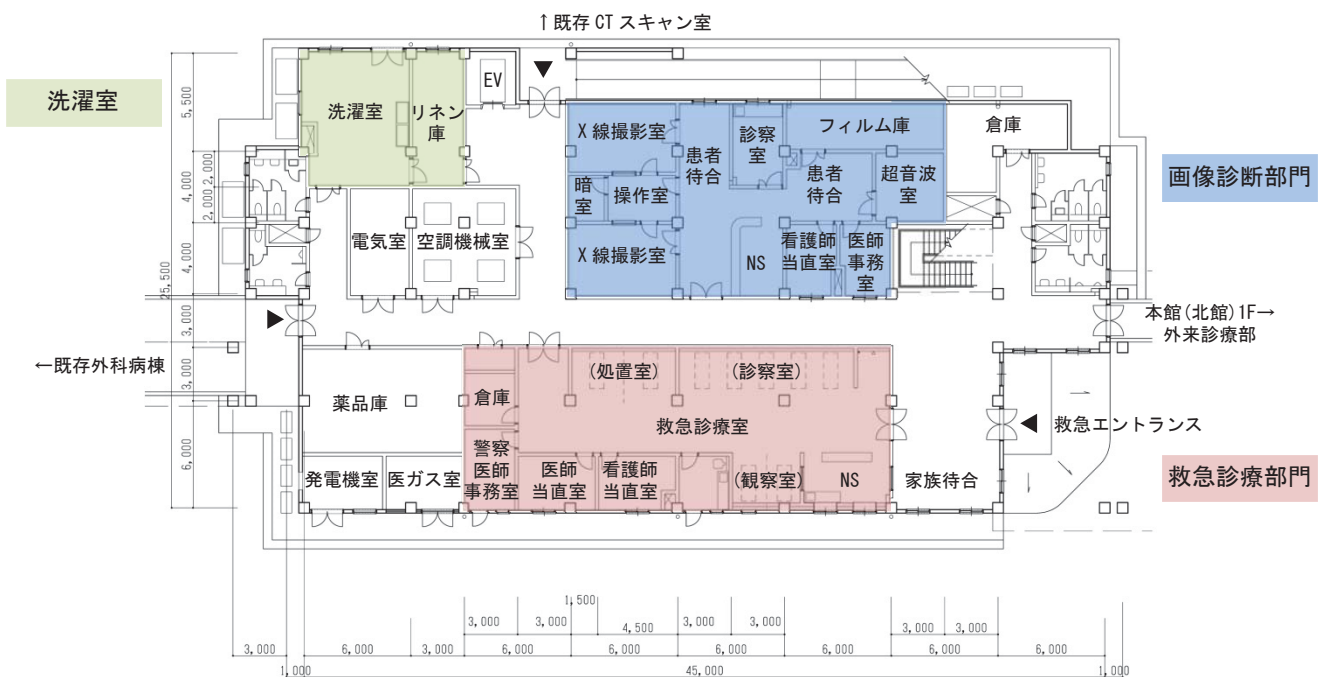 ↑既存 CT スキャン室
洗濯室
洗濯室
リネン
庫
EV
X 線撮影室
患者
待合
診察
室
フィルム庫
倉庫
暗
室
操作室
患者
待合
超音波
室
画像診断部門
電気室
空調機械室
X 線撮影室
NS
看護師
当直室
医師
事務
室
本館(北館)1F→
外来診療部
←既存外科病棟
薬品庫
倉庫
(処置室)
(診察室)
救急診療室
救急エントランス
警察
医師
事務室
発電機室
医ガス室
医師
当直室
看護師
当直室
(観察室)
NS
家族待合
救急診療部門
5,500
4,000
2,000
2,000
4,000
25,500
3,000
3,000
6,000
1,500
3,000
3,000
4,500
3,000
3,000
3,000
3,000
3,000
6,000
3,000
6,000
6,000
6,000
6,000
6,000
6,000
1,000
45,000
1,000